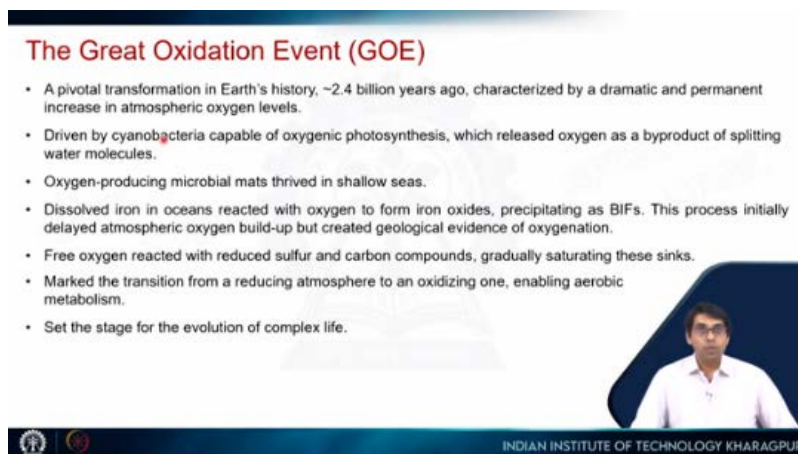 The Great Oxidation Event (GOE)
• A pivotal transformation in Earth's history, ~2.4 billion years ago, characterized by a dramatic and permanent
increase in atmospheric oxygen levels.
• Driven by cyanobacteria capable of oxygenic photosynthesis, which released oxygen as a byproduct of splitting
water molecules.
• Oxygen-producing microbial mats thrived in shallow seas.
• Dissolved iron in oceans reacted with oxygen to form iron oxides, precipitating as BIFs. This process initially
delayed atmospheric oxygen build-up but created geological evidence of oxygenation.
• Free oxygen reacted with reduced sulfur and carbon compounds, gradually saturating these sinks.
• Marked the transition from a reducing atmosphere to an oxidizing one, enabling aerobic
metabolism.
• Set the stage for the evolution of complex life.
INDIAN INSTITUTE OF TECHNOLOGY KHARAGPUR